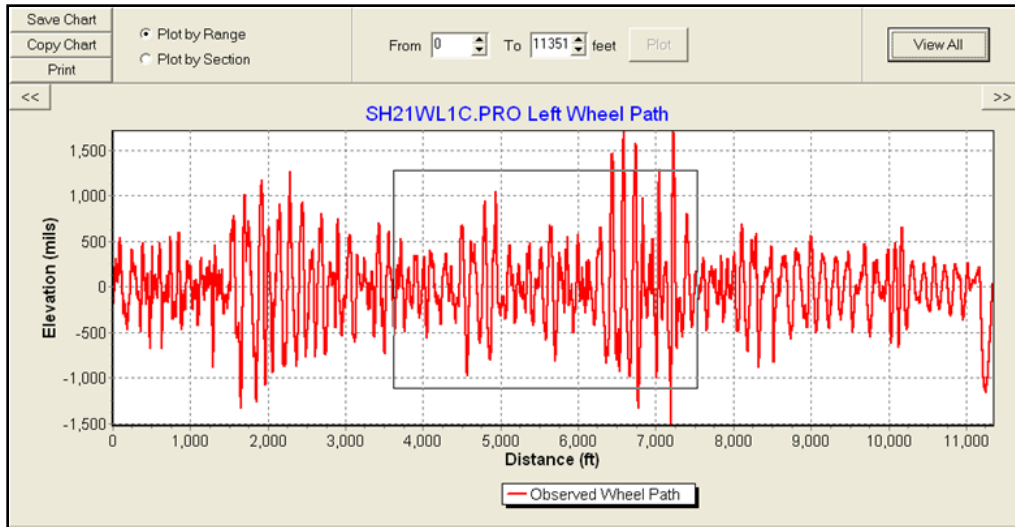 Save Chart
Copy Chart
Print
Plot by Range
Plot by Section
From 0 To 11351 feet Plot
View All
<< >>
SH21WL1C.PRO Left Wheel Path
Elevation (mils)
1,500
1,000
500
0
-500
-1,000
-1,500
0 1,000 2,000 3,000 4,000 5,000 6,000 7,000 8,000 9,000 10,000 11,000
Distance (ft)
Observed Wheel Path